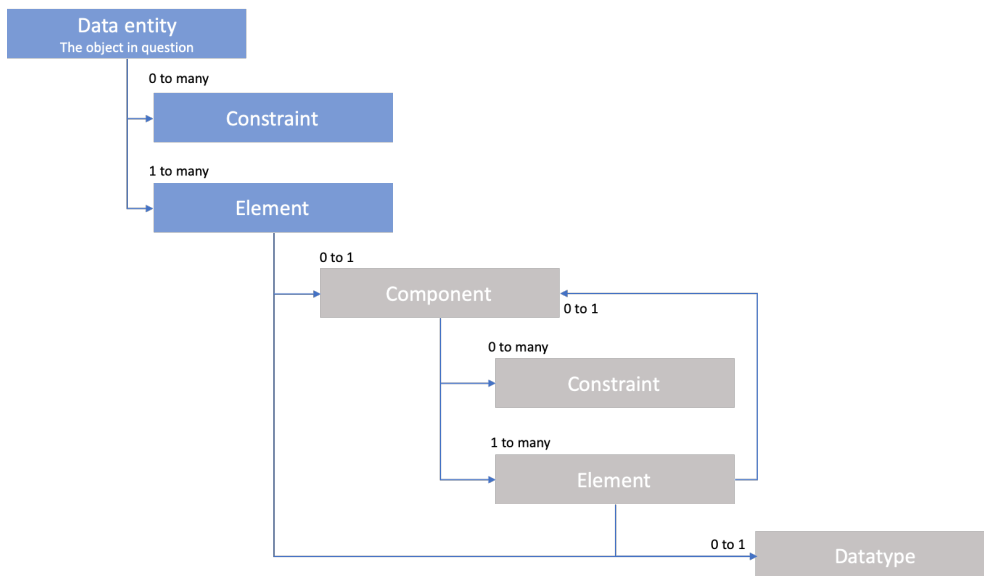 Data entity
The object in question
0 to many
Constraint
1 to many
Element
0 to 1
Component
0 to 1
0 to many
Constraint
1 to many
Element
0 to 1
Datatype